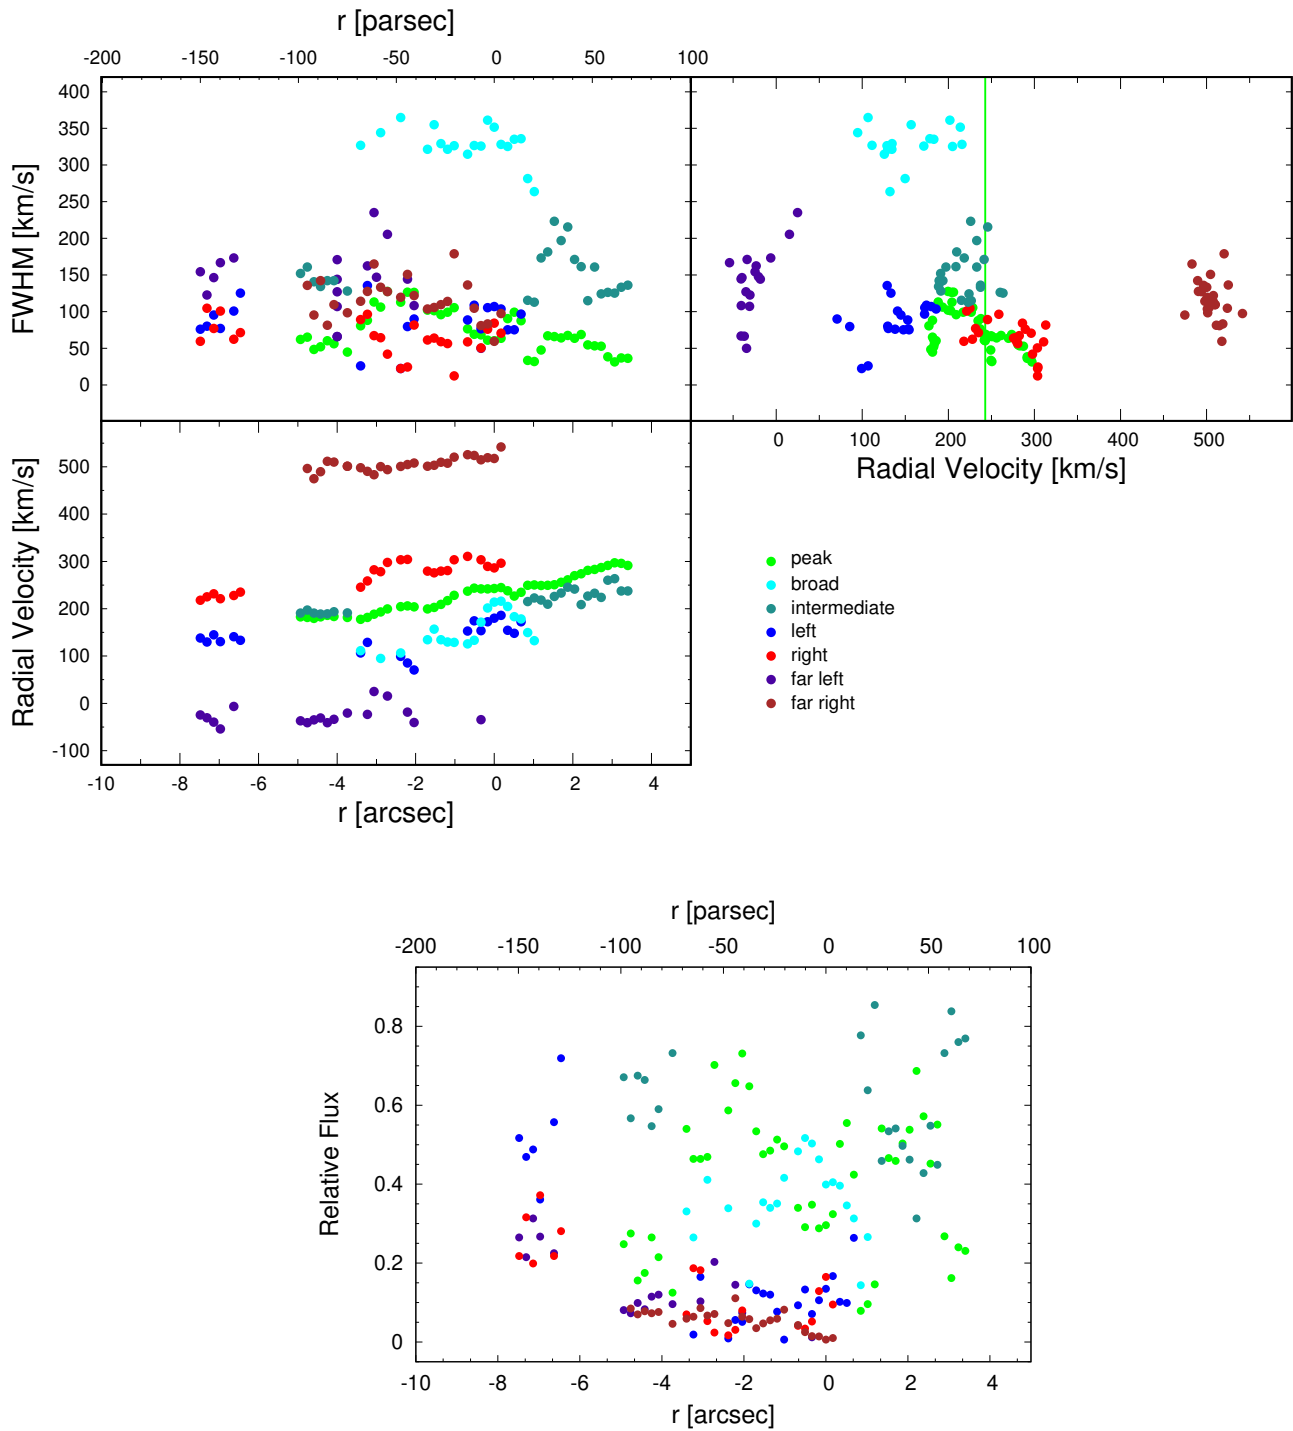 r [parsec]
-200 -150 -100 -50 0 50 100
400
350
300
250
200
150
100
50
0
FWHM [km/s]
0 100 200 300 400 500
Radial Velocity [km/s]
500
400
300
200
100
0
-100
Radial Velocity [km/s]
-10 -8 -6 -4 -2 0 2 4
r [arcsec]
peak
broad
intermediate
left
right
far left
far right
r [parsec]
-200 -150 -100 -50 0 50 100
0.8
0.6
0.4
0.2
0
Relative Flux
-10 -8 -6 -4 -2 0 2 4
r [arcsec]